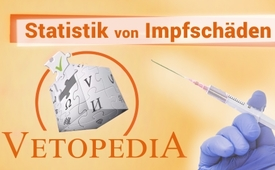 Statistik von Impfschäden
V
Ω
И
VETOPEDIA